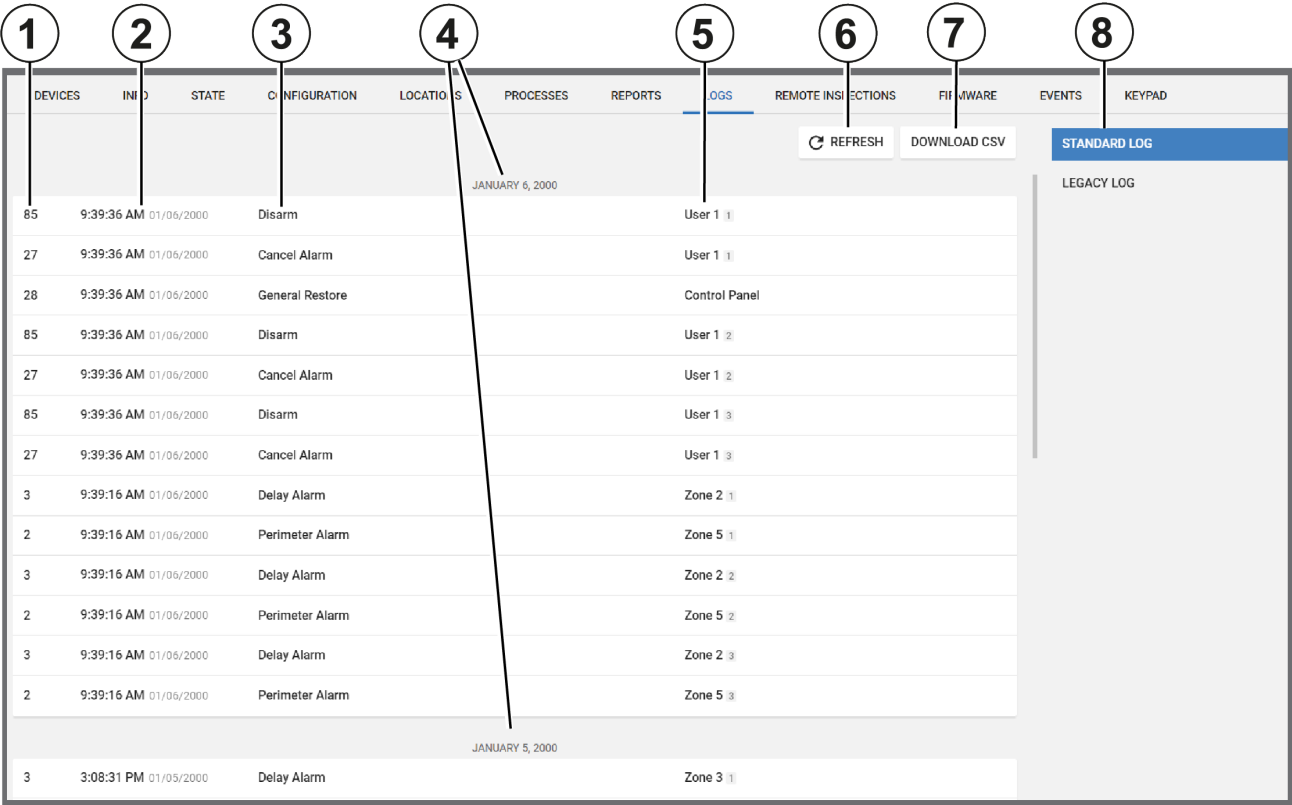 1 2 3 4 5 6 7 8
DEVICES INFO STATE CONFIGURATION LOCATIONS PROCESSES REPORTS LOGS REMOTE INSPECTIONS FIRMWARE EVENTS KEYPAD
REFRESH DOWNLOAD CSV STANDARD LOG
JANUARY 6, 2000 LEGACY LOG
85 9:39:36 AM 01/06/2000 Disarm User 1 1
27 9:39:36 AM 01/06/2000 Cancel Alarm User 1 1
28 9:39:36 AM 01/06/2000 General Restore Control Panel
85 9:39:36 AM 01/06/2000 Disarm User 1 2
27 9:39:36 AM 01/06/2000 Cancel Alarm User 1 2
85 9:39:36 AM 01/06/2000 Disarm User 1 3
27 9:39:36 AM 01/06/2000 Cancel Alarm User 1 3
3 9:39:16 AM 01/06/2000 Delay Alarm Zone 2 1
2 9:39:16 AM 01/06/2000 Perimeter Alarm Zone 5 1
3 9:39:16 AM 01/06/2000 Delay Alarm Zone 2 2
2 9:39:16 AM 01/06/2000 Perimeter Alarm Zone 5 2
3 9:39:16 AM 01/06/2000 Delay Alarm Zone 2 3
2 9:39:16 AM 01/06/2000 Perimeter Alarm Zone 5 3
JANUARY 5, 2000
3 3:08:31 PM 01/05/2000 Delay Alarm Zone 3 1